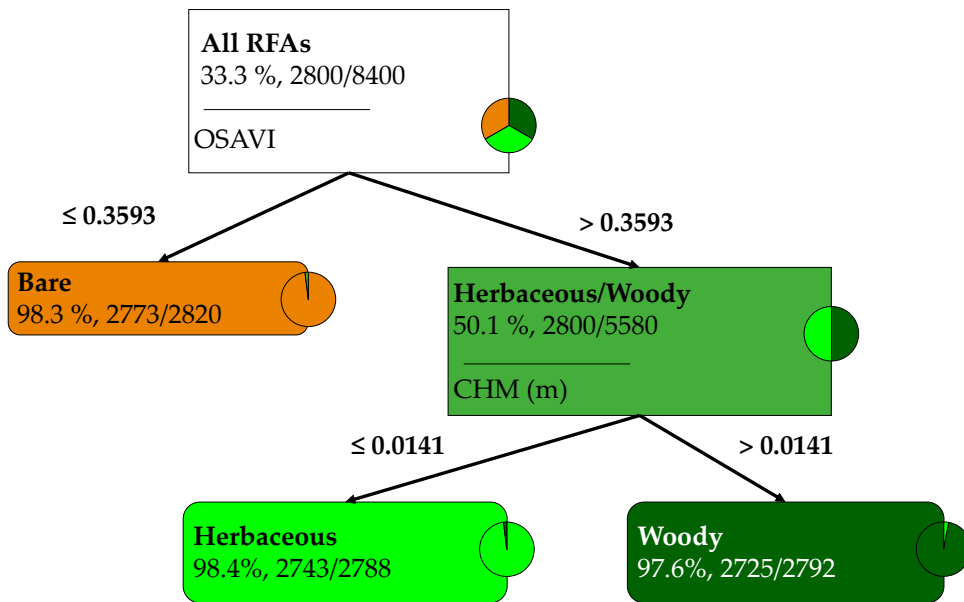 All RFAs
33.3 %, 2800/8400
OSAVI
≤ 0.3593
> 0.3593
Bare
98.3 %, 2773/2820
Herbaceous/Woody
50.1 %, 2800/5580
CHM (m)
≤ 0.0141
> 0.0141
Herbaceous
98.4%, 2743/2788
Woody
97.6%, 2725/2792